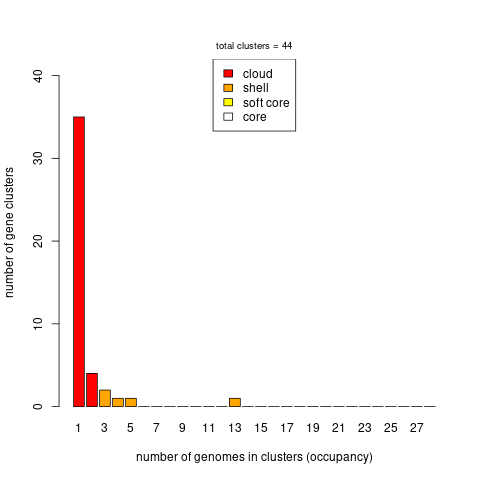 total clusters = 44
cloud
shell
soft core
core
number of gene clusters
40
30
20
10
0
1 3 5 7 9 11 13 15 17 19 21 23 25 27
number of genomes in clusters (occupancy)